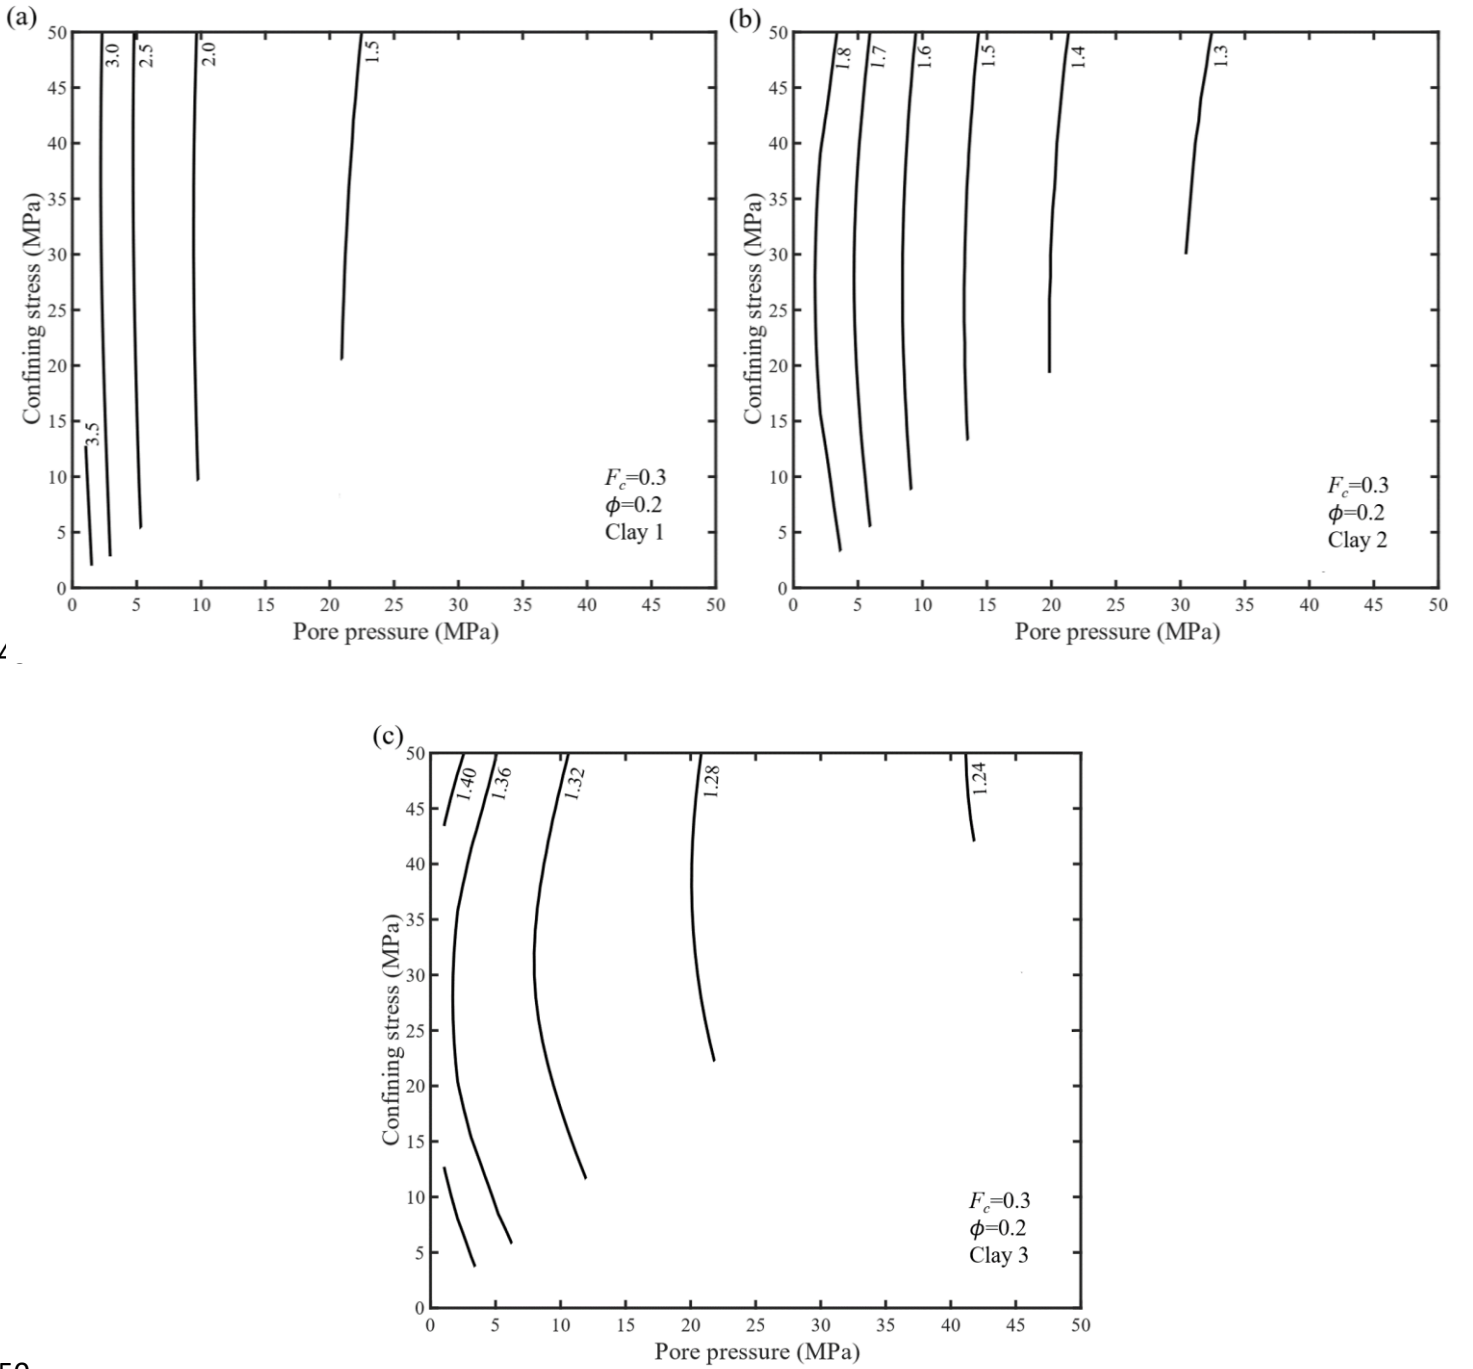 (a)
50
45
40
35
30
25
20
15
10
5
0
Confining stress (MPa)
3.0
2.5
2.0
1.5
3.5
F_c=0.3
ϕ=0.2
Clay 1
0 5 10 15 20 25 30 35 40 45 50
Pore pressure (MPa)
(b)
50
45
40
35
30
25
20
15
10
5
0
Confining stress (MPa)
1.8
1.7
1.6
1.5
1.4
1.3
F_c=0.3
ϕ=0.2
Clay 2
0 5 10 15 20 25 30 35 40 45 50
Pore pressure (MPa)
(c)
50
45
40
35
30
25
20
15
10
5
0
Confining stress (MPa)
1.40
1.36
1.32
1.28
1.24
F_c=0.3
ϕ=0.2
Clay 3
0 5 10 15 20 25 30 35 40 45 50
Pore pressure (MPa)